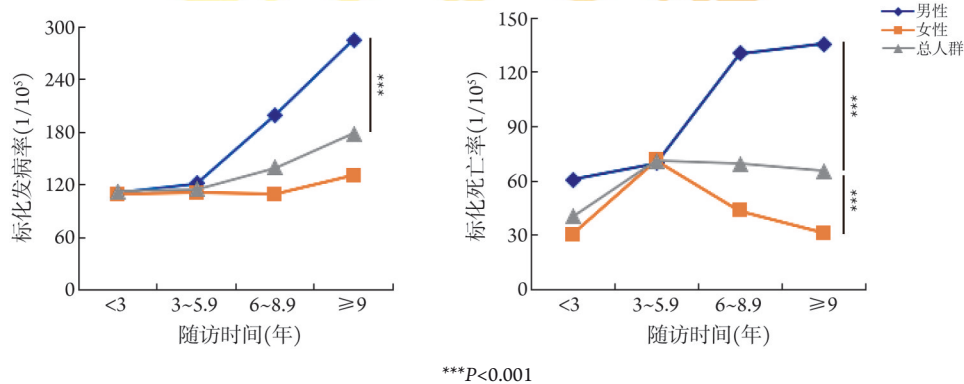 标化发病率(1/10⁵)
300
240
180
120
60
0
<3
3~5.9
6~8.9
≥9
随访时间(年)
***
标化死亡率(1/10⁵)
150
120
90
60
30
0
<3
3~5.9
6~8.9
≥9
随访时间(年)
***
***
男性
女性
总人群
***P<0.001